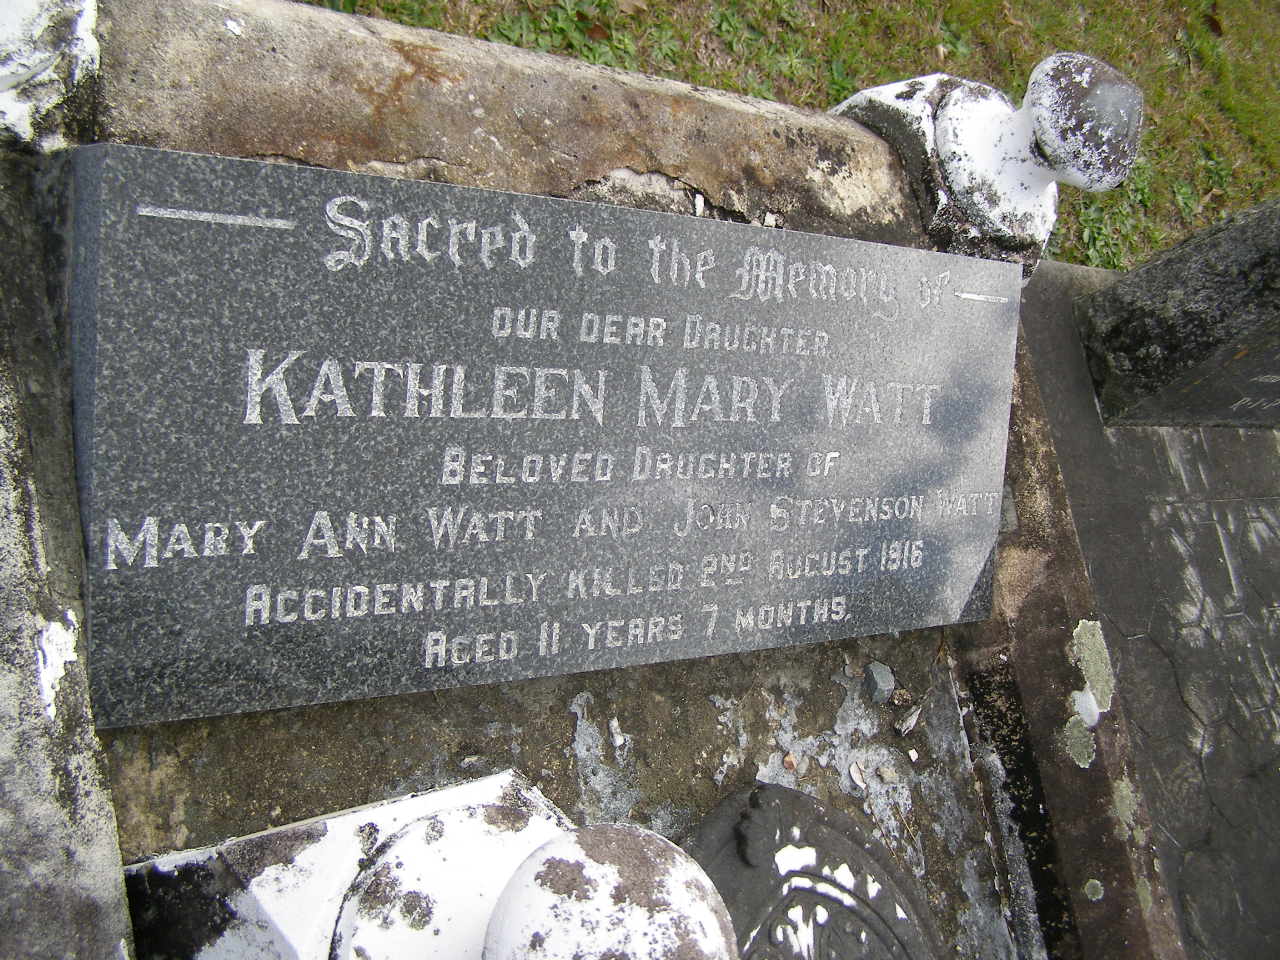 Sacred to the Memory of
OUR DEAR DAUGHTER
KATHLEEN MARY WATT
BELOVED DAUGHTER OF
MARY ANN WATT AND JOHN STEVENSON WATT
ACCIDENTALLY KILLED 2ND AUGUST 1916
AGED 11 YEARS 7 MONTHS.